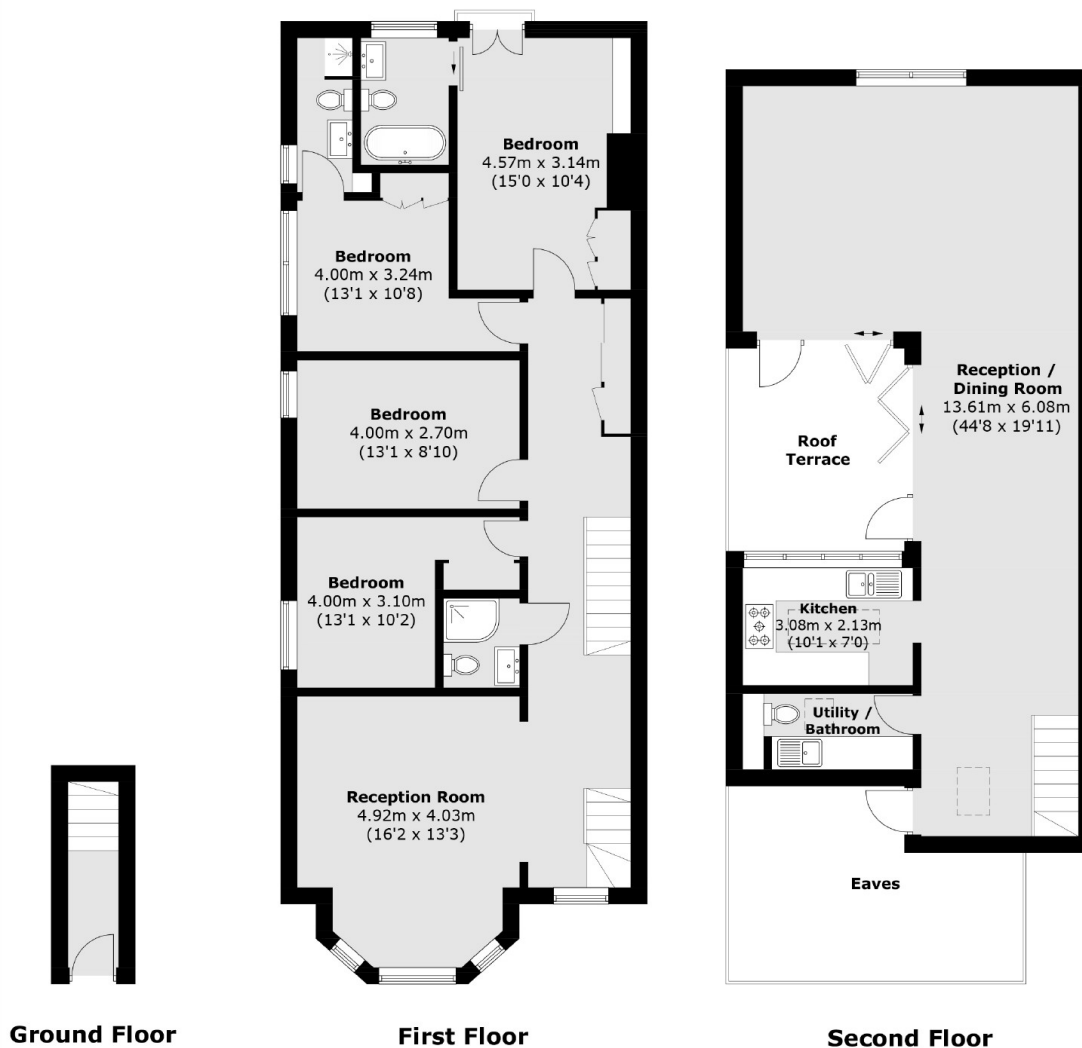 Bedroom
4.57m x 3.14m
(15'0 x 10'4)
Bedroom
4.00m x 3.24m
(13'1 x 10'8)
Bedroom
4.00m x 2.70m
(13'1 x 8'10)
Bedroom
4.00m x 3.10m
(13'1 x 10'2)
Reception Room
4.92m x 4.03m
(16'2 x 13'3)
Reception /
Dining Room
13.61m x 6.08m
(44'8 x 19'11)
Roof
Terrace
Kitchen
3.08m x 2.13m
(10'1 x 7'0)
Utility /
Bathroom
Eaves
Ground Floor
First Floor
Second Floor